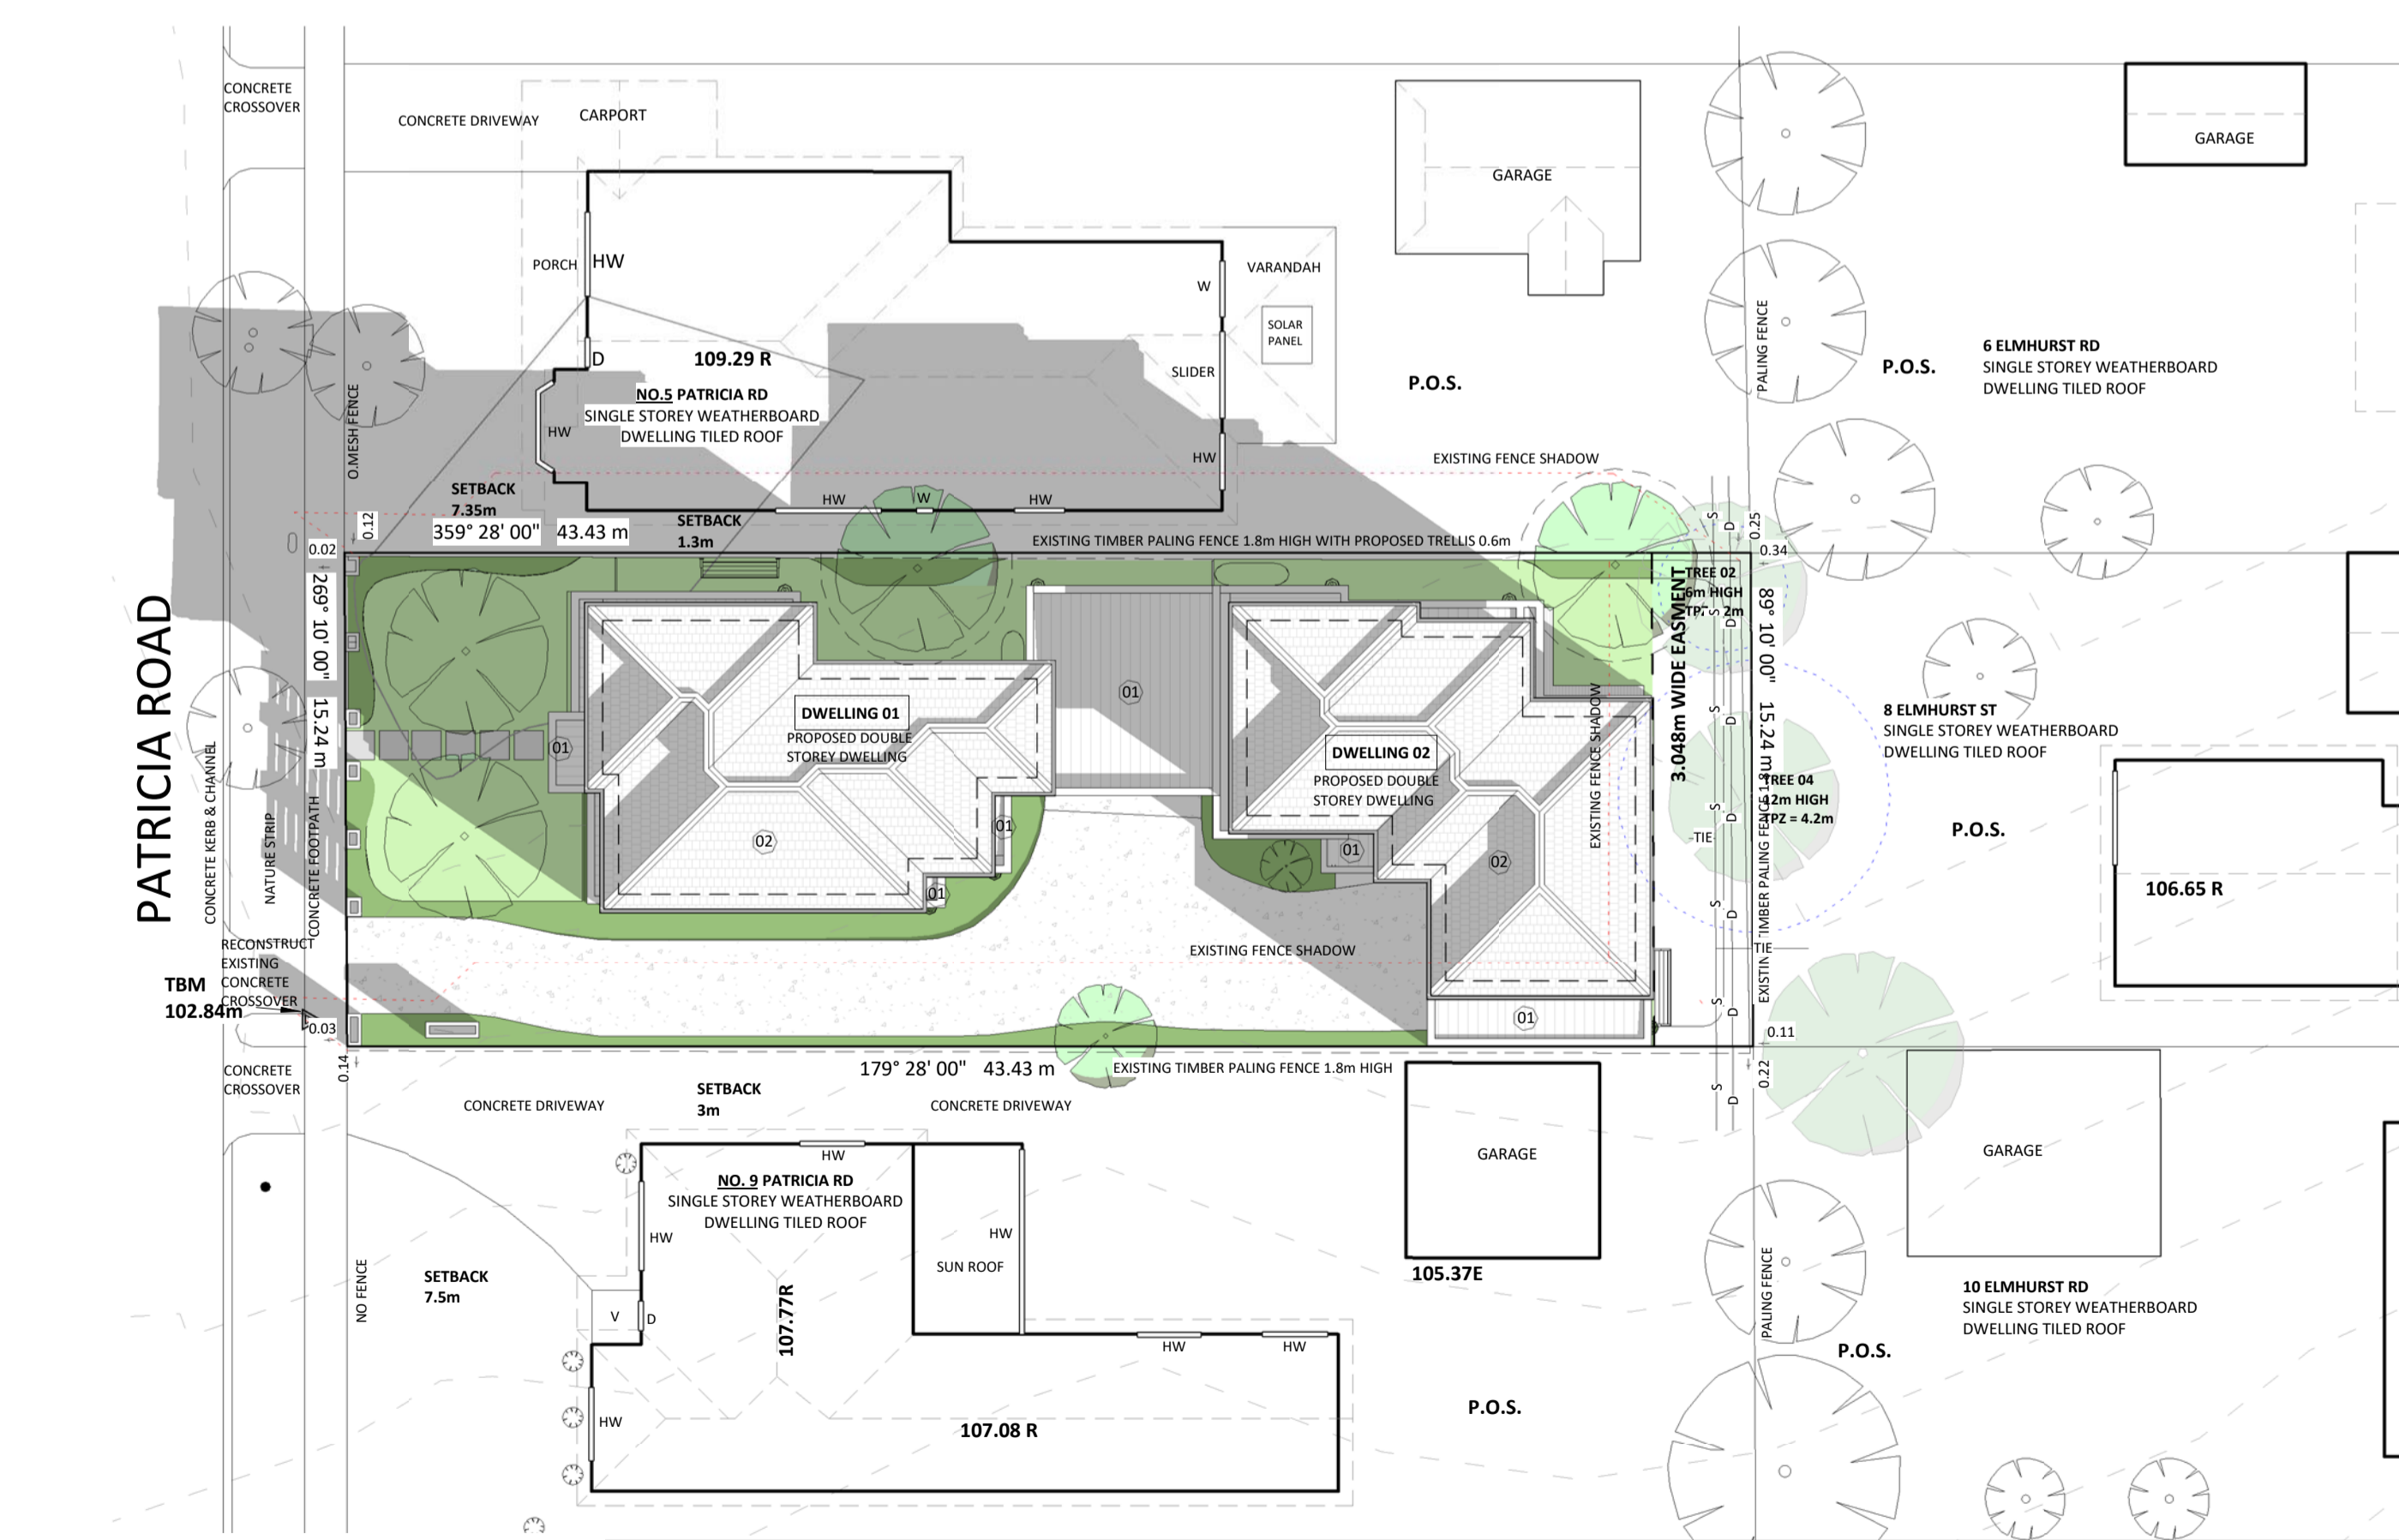 CONCRETE
CROSSOVER
CONCRETE DRIVEWAY
CARPORT
GARAGE
GARAGE
PORCH
HW
VARANDAH
W
SOLAR
PANEL
PALING FENCE
D
109.29 R
SLIDER
P.O.S.
P.O.S.
6 ELMHURST RD
SINGLE STOREY WEATHERBOARD
DWELLING TILED ROOF
O.MESH FENCE
NO.5 PATRICIA RD
SINGLE STOREY WEATHERBOARD
DWELLING TILED ROOF
HW
HW
EXISTING FENCE SHADOW
SETBACK
7.35m
HW
W
HW
0.12
359° 28' 00"
43.43 m
SETBACK
1.3m
EXISTING TIMBER PALING FENCE 1.8m HIGH WITH PROPOSED TRELLIS 0.6m
S
D
0.25
0.02
0.34
269° 10' 00"
15.24 m
TREE 02
6m HIGH
3.048m WIDE EASMENT
S
D
89° 10' 00"
15.24 m
PATRICIA ROAD
01
DWELLING 01
PROPOSED DOUBLE
STOREY DWELLING
01
DWELLING 02
PROPOSED DOUBLE
STOREY DWELLING
EXISTING FENCE SHADOW
S
D
8 ELMHURST ST
SINGLE STOREY WEATHERBOARD
DWELLING TILED ROOF
CONCRETE KERB & CHANNEL
NATURE STRIP
CONCRETE FOOTPATH
TREE 04
12m HIGH
TPZ = 4.2m
S
D
TIE
P.O.S.
02
01
01
01
02
106.65 R
S
D
RECONSTRUCT
EXISTING
CONCRETE
CROSSOVER
EXISTING FENCE SHADOW
TIE
TBM
102.84m
S
D
0.03
01
0.11
0.14
179° 28' 00"
43.43 m
EXISTING TIMBER PALING FENCE 1.8m HIGH
0.22
CONCRETE
CROSSOVER
SETBACK
3m
CONCRETE DRIVEWAY
CONCRETE DRIVEWAY
S
D
HW
GARAGE
GARAGE
NO. 9 PATRICIA RD
SINGLE STOREY WEATHERBOARD
DWELLING TILED ROOF
HW
HW
SUN ROOF
105.37E
NO FENCE
SETBACK
7.5m
107.77R
PALING FENCE
10 ELMHURST RD
SINGLE STOREY WEATHERBOARD
DWELLING TILED ROOF
V
D
HW
HW
P.O.S.
HW
107.08 R
P.O.S.